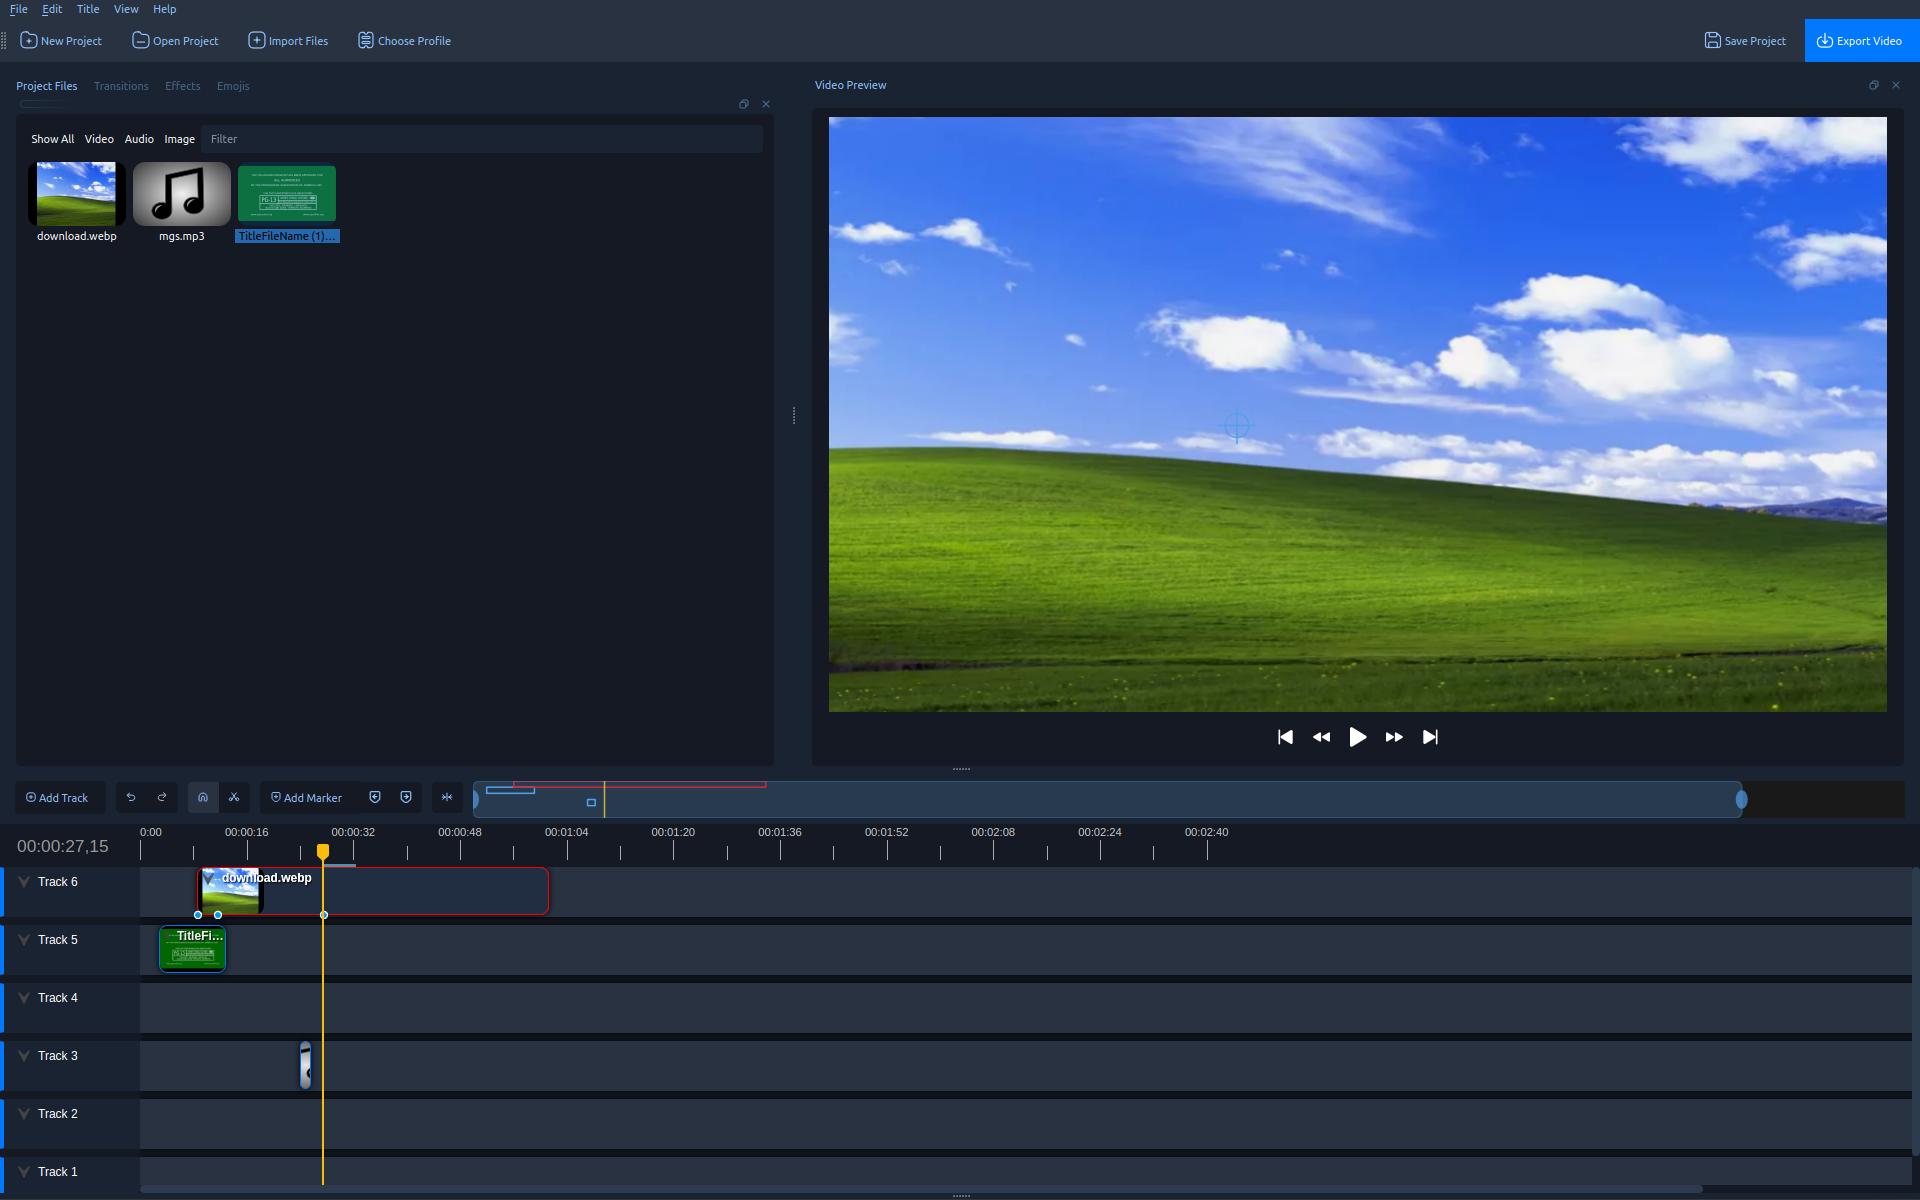 File Edit Title View Help
New Project Open Project Import Files Choose Profile Save Project Export Video
Project Files Transitions Effects Emojis
Video Preview
Show All Video Audio Image Filter
download.webp mgs.mp3 TitleFileName (1)...
PG-13
Add Track Add Marker
00:00:27,15
0:00 00:00:16 00:00:32 00:00:48 00:01:04 00:01:20 00:01:36 00:01:52 00:02:08 00:02:24 00:02:40
Track 6 download.webp
Track 5 TitleFi...
Track 4
Track 3
Track 2
Track 1